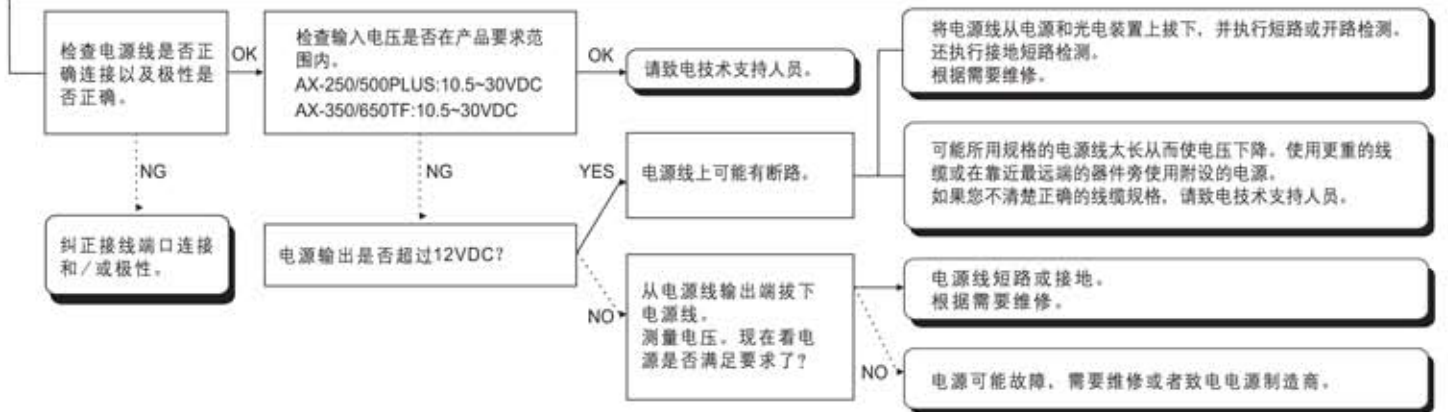 检查电源线是否正
确连接以及极性是
否正确。
OK
检查输入电压是否在产品要求范
围内。
AX-250/500PLUS:10.5~30VDC
AX-350/650TF:10.5~30VDC
OK
请致电技术支持人员。
将电源线从电源和光电装置上拔下，并执行短路或开路检测。
还执行接地短路检测。
根据需要维修。
NG
NG
YES
电源线上可能有断路。
可能所用规格的电源线太长从而使电压下降。使用更重的线
缆或在靠近最远端的器件旁使用附设的电源。
如果您不清楚正确的线缆规格，请致电技术支持人员。
纠正接线端口连接
和/或极性。
电源输出是否超过12VDC?
NO
从电源线输出端拔下
电源线。
测量电压。现在看电
源是否满足要求了?
电源线短路或接地。
根据需要维修。
NO
电源可能故障，需要维修或者致电电源制造商。